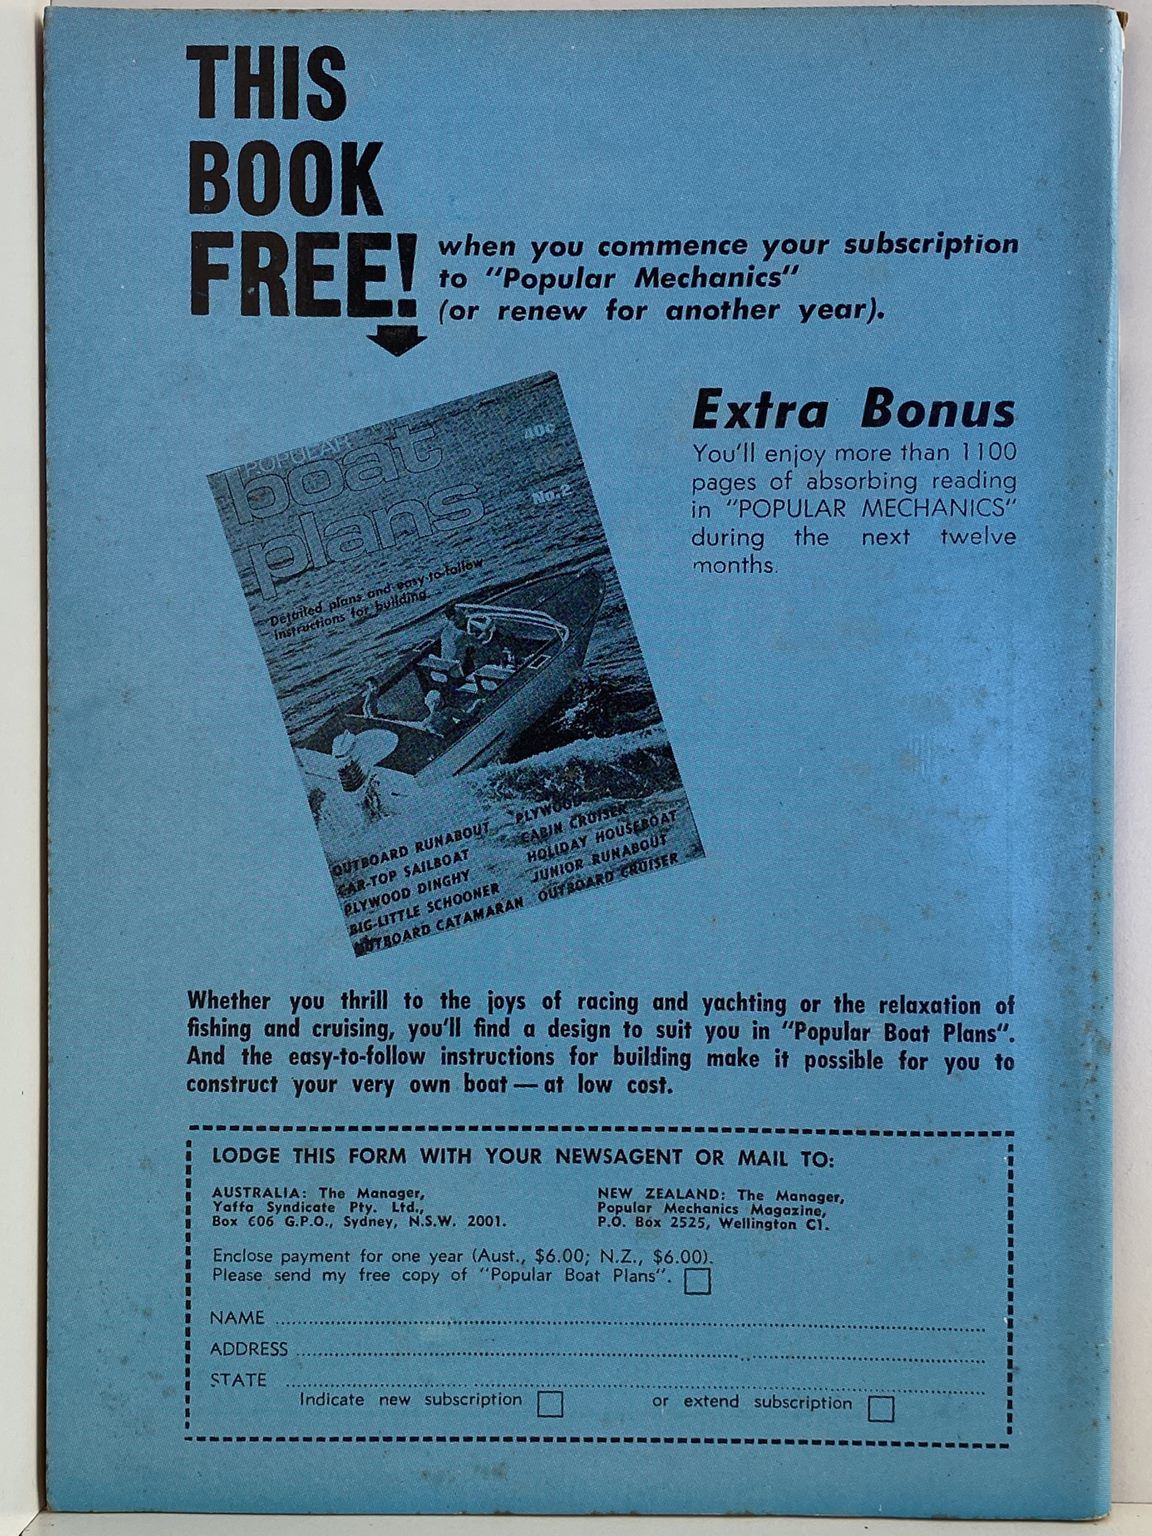 THIS
BOOK
FREE!
when you commence your subscription
to "Popular Mechanics"
(or renew for another year).
POPULAR
boat
plans
40c
No.2
Detailed plans and easy-to-follow
instructions for building
OUTBOARD RUNABOUT
CAR-TOP SAILBOAT
PLYWOOD DINGHY
BIG-LITTLE SCHOONER
OUTBOARD CATAMARAN
PLYWOOD
CABIN CRUISER
HOLIDAY HOUSEBOAT
JUNIOR RUNABOUT
OUTBOARD CRUISER
Extra Bonus
You'll enjoy more than 1100
pages of absorbing reading
in "POPULAR MECHANICS"
during the next twelve
months.
Whether you thrill to the joys of racing and yachting or the relaxation of
fishing and cruising, you'll find a design to suit you in "Popular Boat Plans".
And the easy-to-follow instructions for building make it possible for you to
construct your very own boat — at low cost.
LODGE THIS FORM WITH YOUR NEWSAGENT OR MAIL TO:
AUSTRALIA: The Manager,
Yaffa Syndicate Pty. Ltd.,
Box 606 G.P.O., Sydney, N.S.W. 2001.
NEW ZEALAND: The Manager,
Popular Mechanics Magazine,
P.O. Box 2525, Wellington C1.
Enclose payment for one year (Aust., $6.00; N.Z., $6.00).
Please send my free copy of "Popular Boat Plans".
NAME
ADDRESS
STATE
Indicate new subscription or extend subscription